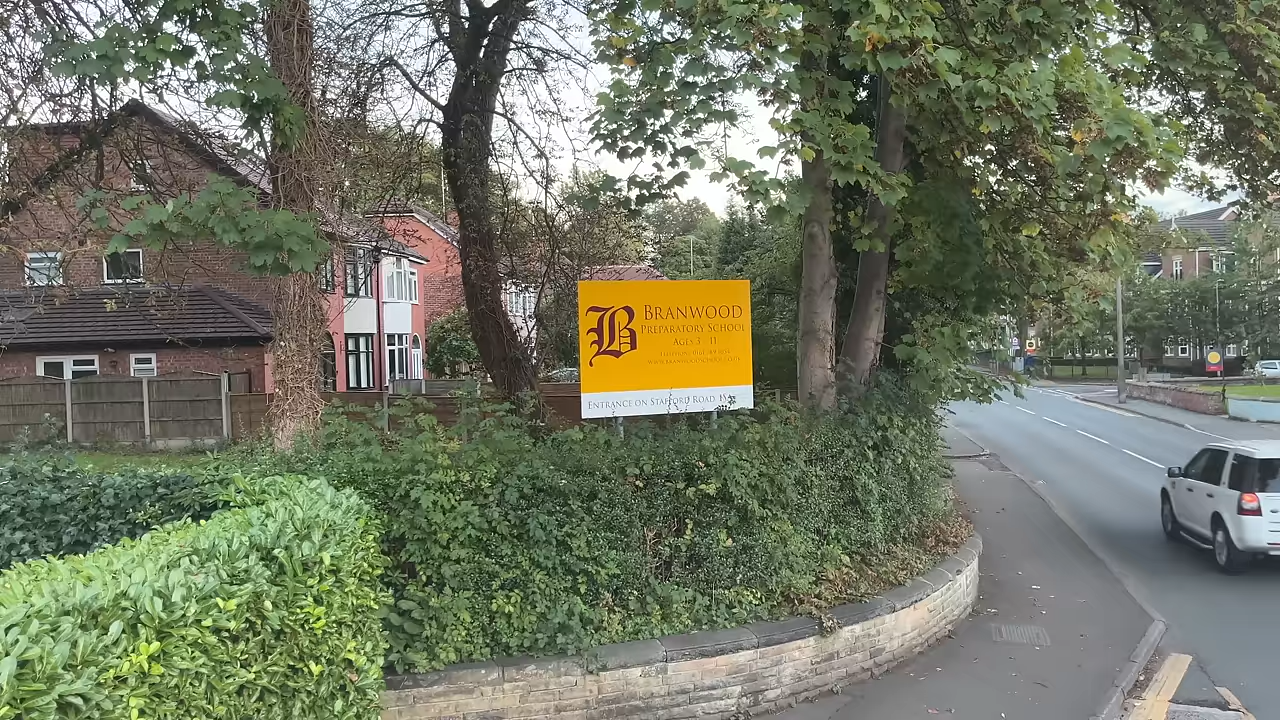 B
BRANWOOD
PREPARATORY SCHOOL
AGES 3 - 11
ENTRANCE ON STAFFORD ROAD